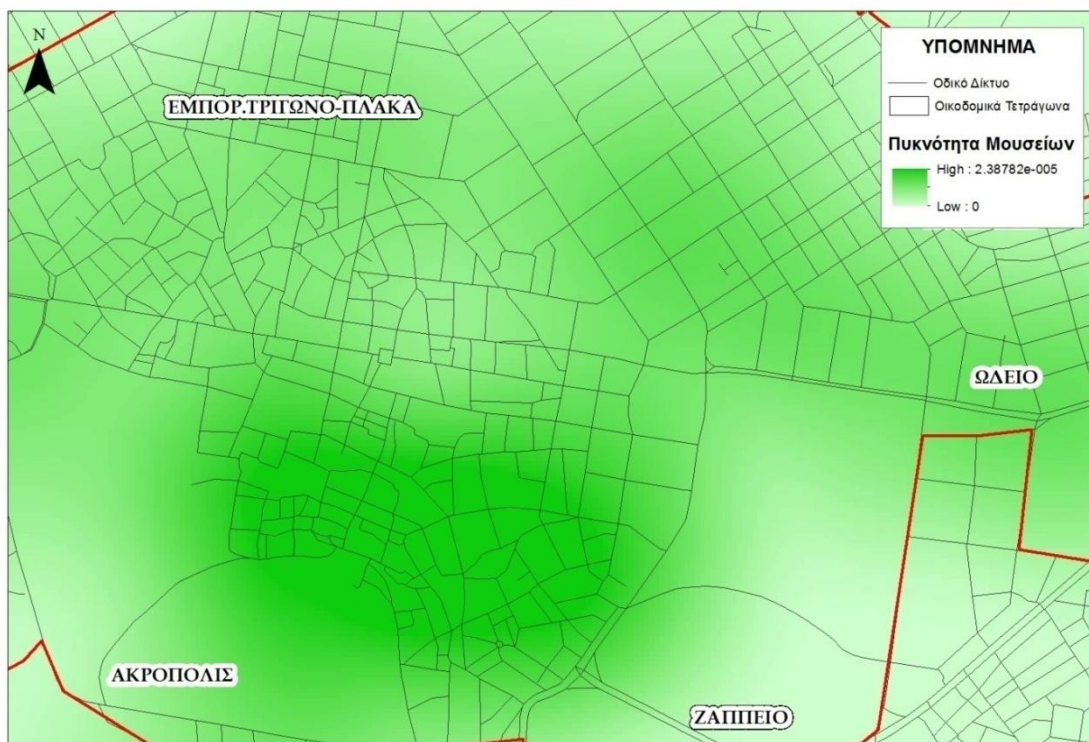 N
ΕΜΠΟΡ.ΤΡΙΓΩΝΟ-ΠΛΑΚΑ
ΥΠΟΜΝΗΜΑ
Οδικό Δίκτυο
Οικοδομικά Τετράγωνα
Πυκνότητα Μουσείων
High : 2.38782e-005
Low : 0
ΩΔΕΙΟ
ΑΚΡΟΠΟΛΙΣ
ΖΑΠΠΕΙΟ